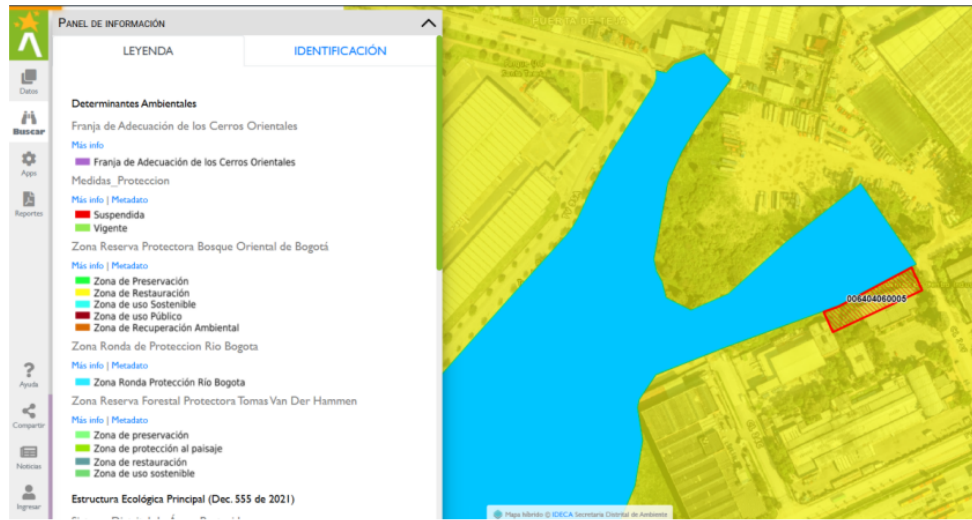 PANEL DE INFORMACIÓN
LEYENDA
IDENTIFICACIÓN
Datos
Buscar
Apps
Reportes
Ayuda
Compartir
Noticias
Ingresar
Determinantes Ambientales
Franja de Adecuación de los Cerros Orientales
Más info
Franja de Adecuación de los Cerros Orientales
Medidas_Proteccion
Más info | Metadato
Suspendida
Vigente
Zona Reserva Protectora Bosque Oriental de Bogotá
Más info | Metadato
Zona de Preservación
Zona de Restauración
Zona de uso Sostenible
Zona de uso Público
Zona de Recuperación Ambiental
Zona Ronda de Proteccion Rio Bogota
Más info | Metadato
Zona Ronda Protección Río Bogota
Zona Reserva Forestal Protectora Tomas Van Der Hammen
Más info | Metadato
Zona de preservación
Zona de protección al paisaje
Zona de restauración
Zona de uso sostenible
Estructura Ecológica Principal (Dec. 555 de 2021)
006404060005
Mapa híbrido © IDECA Secretaría Distrital de Ambiente